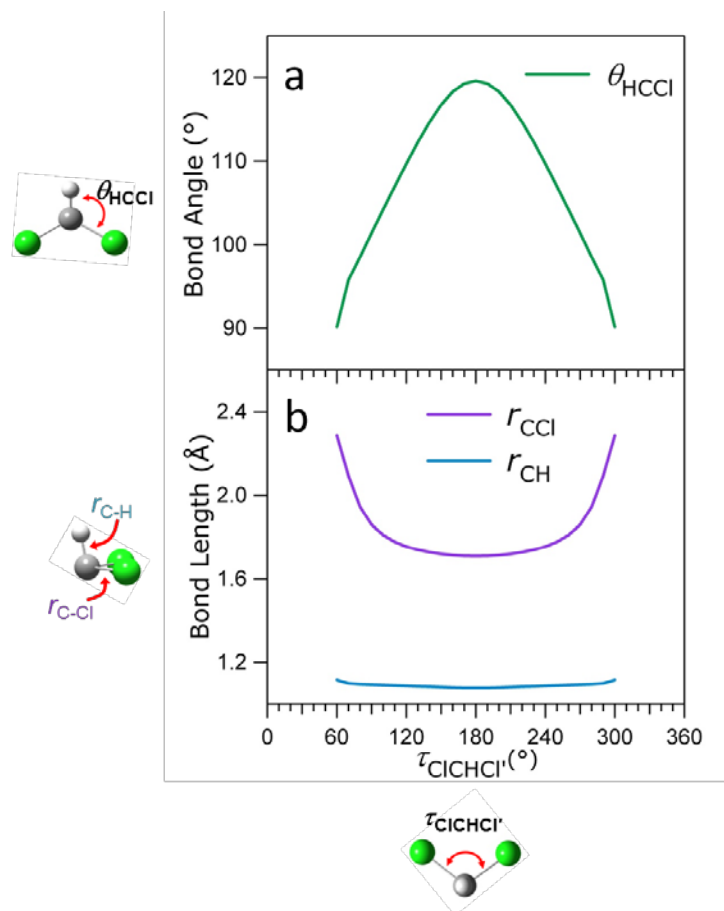 a
θHCCl
120
110
100
90
Bond Angle (°)
θHCCl
b
rCCl
rCH
2.4
2.0
1.6
1.2
Bond Length (Å)
rC-H
rC-Cl
0 60 120 180 240 300 360
τClCHCl'(°)
τClCHCl'